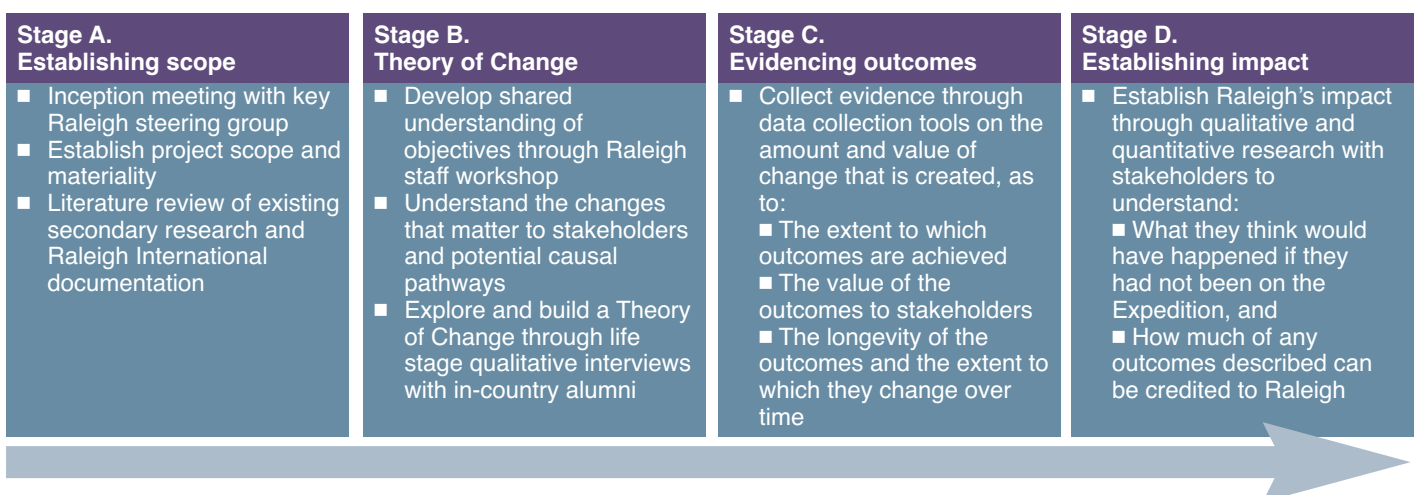 Stage A.
Establishing scope
■ Inception meeting with key
Raleigh steering group
■ Establish project scope and
materiality
■ Literature review of existing
secondary research and
Raleigh International
documentation
Stage B.
Theory of Change
■ Develop shared
understanding of
objectives through Raleigh
staff workshop
■ Understand the changes
that matter to stakeholders
and potential causal
pathways
■ Explore and build a Theory
of Change through life
stage qualitative interviews
with in-country alumni
Stage C.
Evidencing outcomes
■ Collect evidence through
data collection tools on the
amount and value of
change that is created, as
to:
■ The extent to which
outcomes are achieved
■ The value of the
outcomes to stakeholders
■ The longevity of the
outcomes and the extent to
which they change over
time
Stage D.
Establishing impact
■ Establish Raleigh's impact
through qualitative and
quantitative research with
stakeholders to
understand:
■ What they think would
have happened if they
had not been on the
Expedition, and
■ How much of any
outcomes described can
be credited to Raleigh